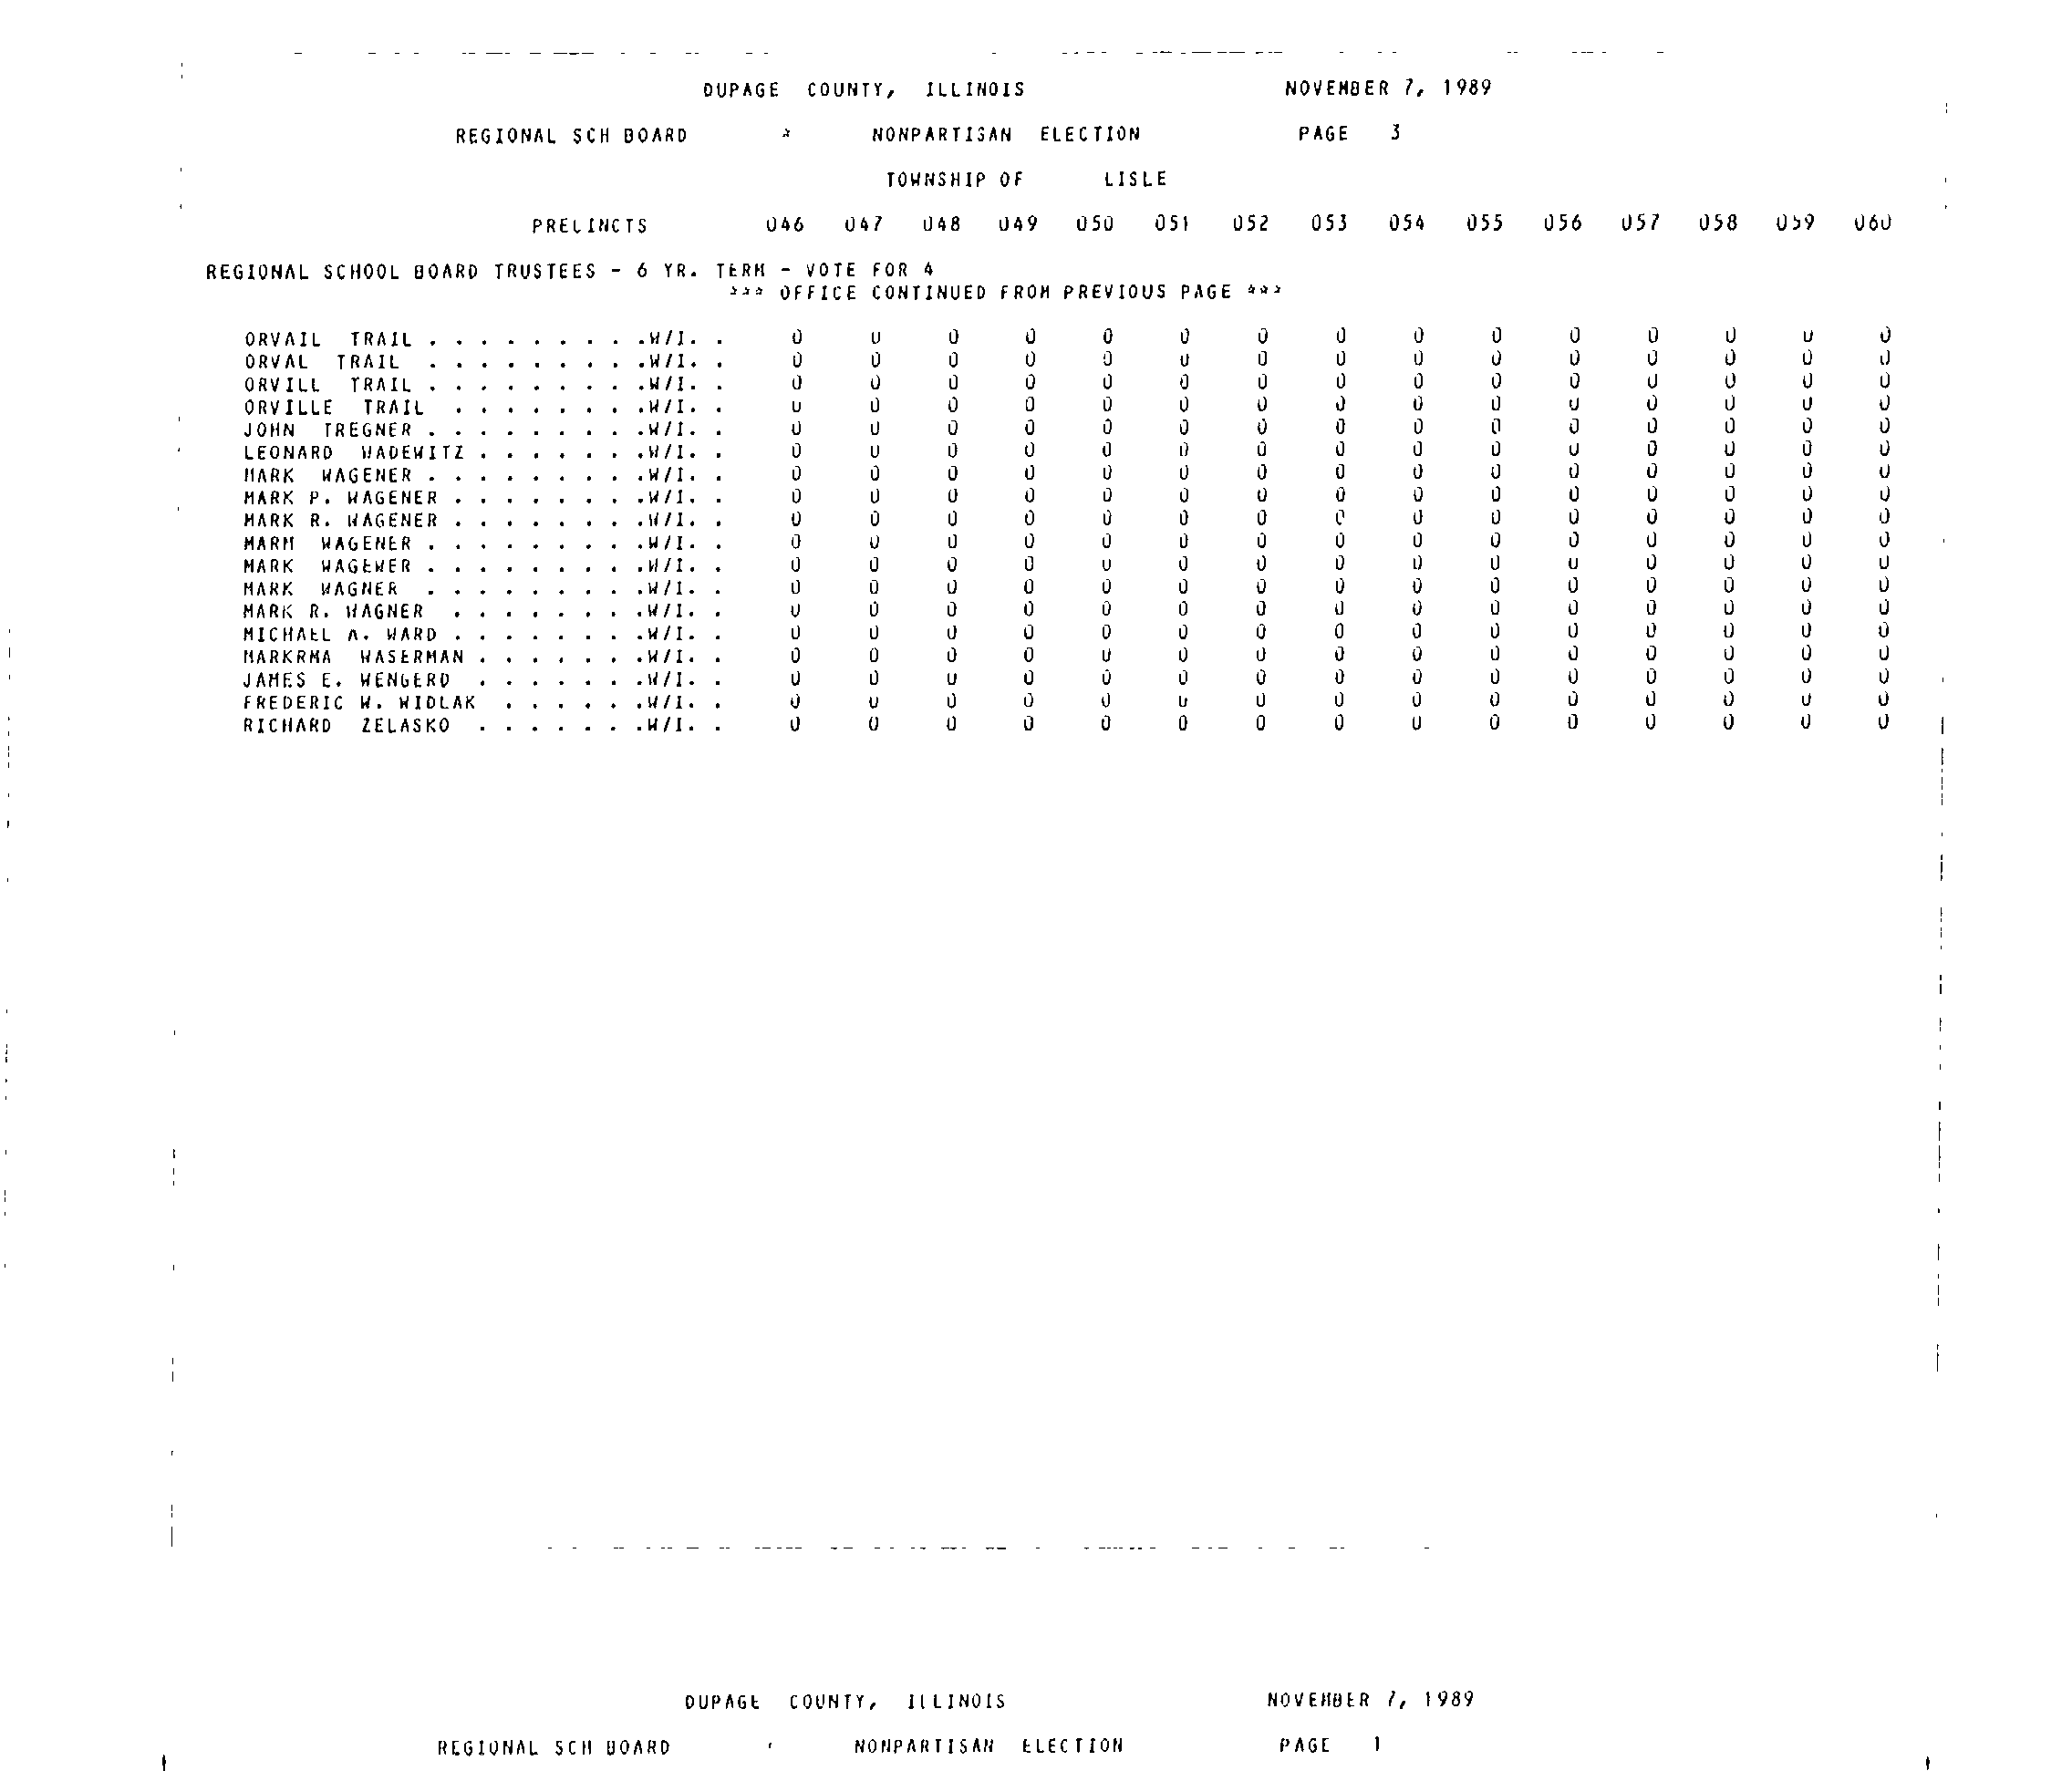 DUPAGE COUNTY, ILLINOIS NOVEMBER 7, 1989
REGIONAL SCH BOARD * NONPARTISAN ELECTION PAGE 3
TOWNSHIP OF LISLE
PRECINCTS 046 047 048 049 050 051 052 053 054 055 056 057 058 059 060
REGIONAL SCHOOL BOARD TRUSTEES - 6 YR. TERM - VOTE FOR 4
*** OFFICE CONTINUED FROM PREVIOUS PAGE ***
ORVAIL TRAIL . . . . . . . . .W/I. . 0 0 0 0 0 0 0 0 0 0 0 0 0 0 0
ORVAL TRAIL . . . . . . . . .W/I. . 0 0 0 0 0 0 0 0 0 0 0 0 0 0 0
ORVILL TRAIL . . . . . . . . .W/I. . 0 0 0 0 0 0 0 0 0 0 0 0 0 0 0
ORVILLE TRAIL . . . . . . . .W/I. . 0 0 0 0 0 0 0 0 0 0 0 0 0 0 0
JOHN TREGNER . . . . . . . . .W/I. . 0 0 0 0 0 0 0 0 0 0 0 0 0 0 0
LEONARD WADEWITZ . . . . . . .W/I. . 0 0 0 0 0 0 0 0 0 0 0 0 0 0 0
MARK WAGENER . . . . . . . . .W/I. . 0 0 0 0 0 0 0 0 0 0 0 0 0 0 0
MARK P. WAGENER . . . . . . . .W/I. . 0 0 0 0 0 0 0 0 0 0 0 0 0 0 0
MARK R. WAGENER . . . . . . . .W/I. . 0 0 0 0 0 0 0 0 0 0 0 0 0 0 0
MARM WAGENER . . . . . . . . .W/I. . 0 0 0 0 0 0 0 0 0 0 0 0 0 0 0
MARK WAGEWER . . . . . . . . .W/I. . 0 0 0 0 0 0 0 0 0 0 0 0 0 0 0
MARK WAGNER . . . . . . . . .W/I. . 0 0 0 0 0 0 0 0 0 0 0 0 0 0 0
MARK R. WAGNER . . . . . . . .W/I. . 0 0 0 0 0 0 0 0 0 0 0 0 0 0 0
MICHAEL A. WARD . . . . . . . .W/I. . 0 0 0 0 0 0 0 0 0 0 0 0 0 0 0
MARKRMA WASERMAN . . . . . . .W/I. . 0 0 0 0 0 0 0 0 0 0 0 0 0 0 0
JAMES E. WENGERD . . . . . . .W/I. . 0 0 0 0 0 0 0 0 0 0 0 0 0 0 0
FREDERIC W. WIDLAK . . . . . .W/I. . 0 0 0 0 0 0 0 0 0 0 0 0 0 0 0
RICHARD ZELASKO . . . . . . .W/I. . 0 0 0 0 0 0 0 0 0 0 0 0 0 0 0
DUPAGE COUNTY, ILLINOIS NOVEMBER 7, 1989
REGIONAL SCH BOARD NONPARTISAN ELECTION PAGE 1